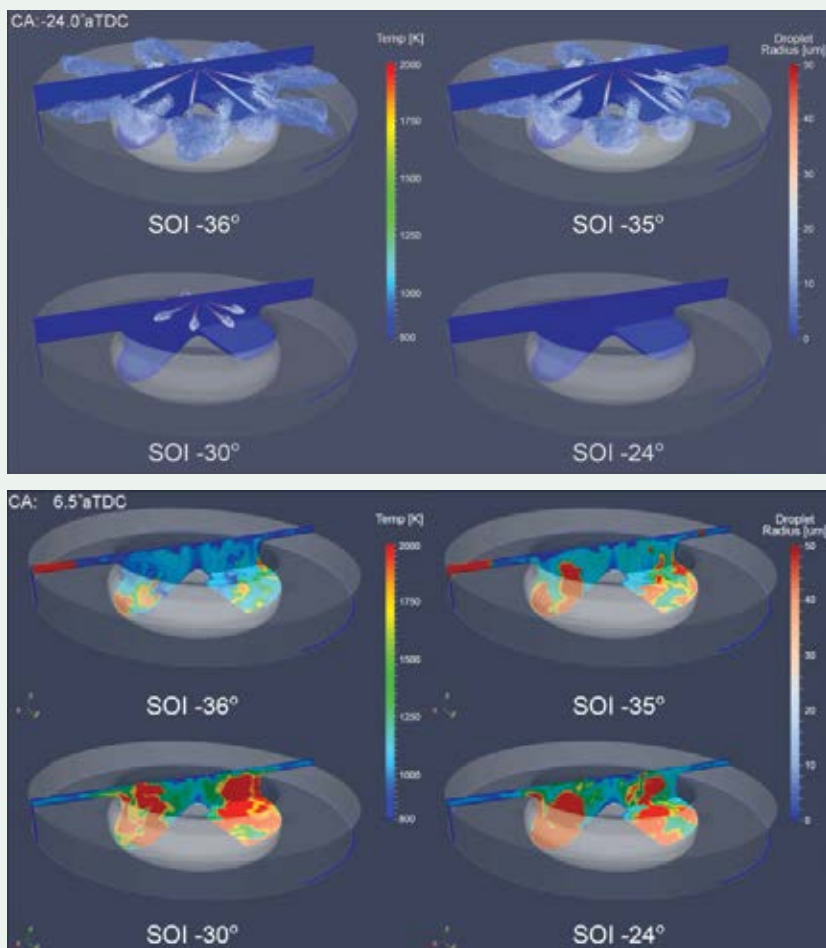 CA:-24.0°aTDC
Temp [K]
2000
1750
1250
1000
800
Droplet
Radius [um]
50
40
30
20
10
0
SOI -36°
SOI -35°
SOI -30°
SOI -24°
CA: 6.5°aTDC
Temp [K]
2000
1750
1250
1000
800
Droplet
Radius [um]
50
40
30
20
10
0
SOI -36°
SOI -35°
SOI -30°
SOI -24°